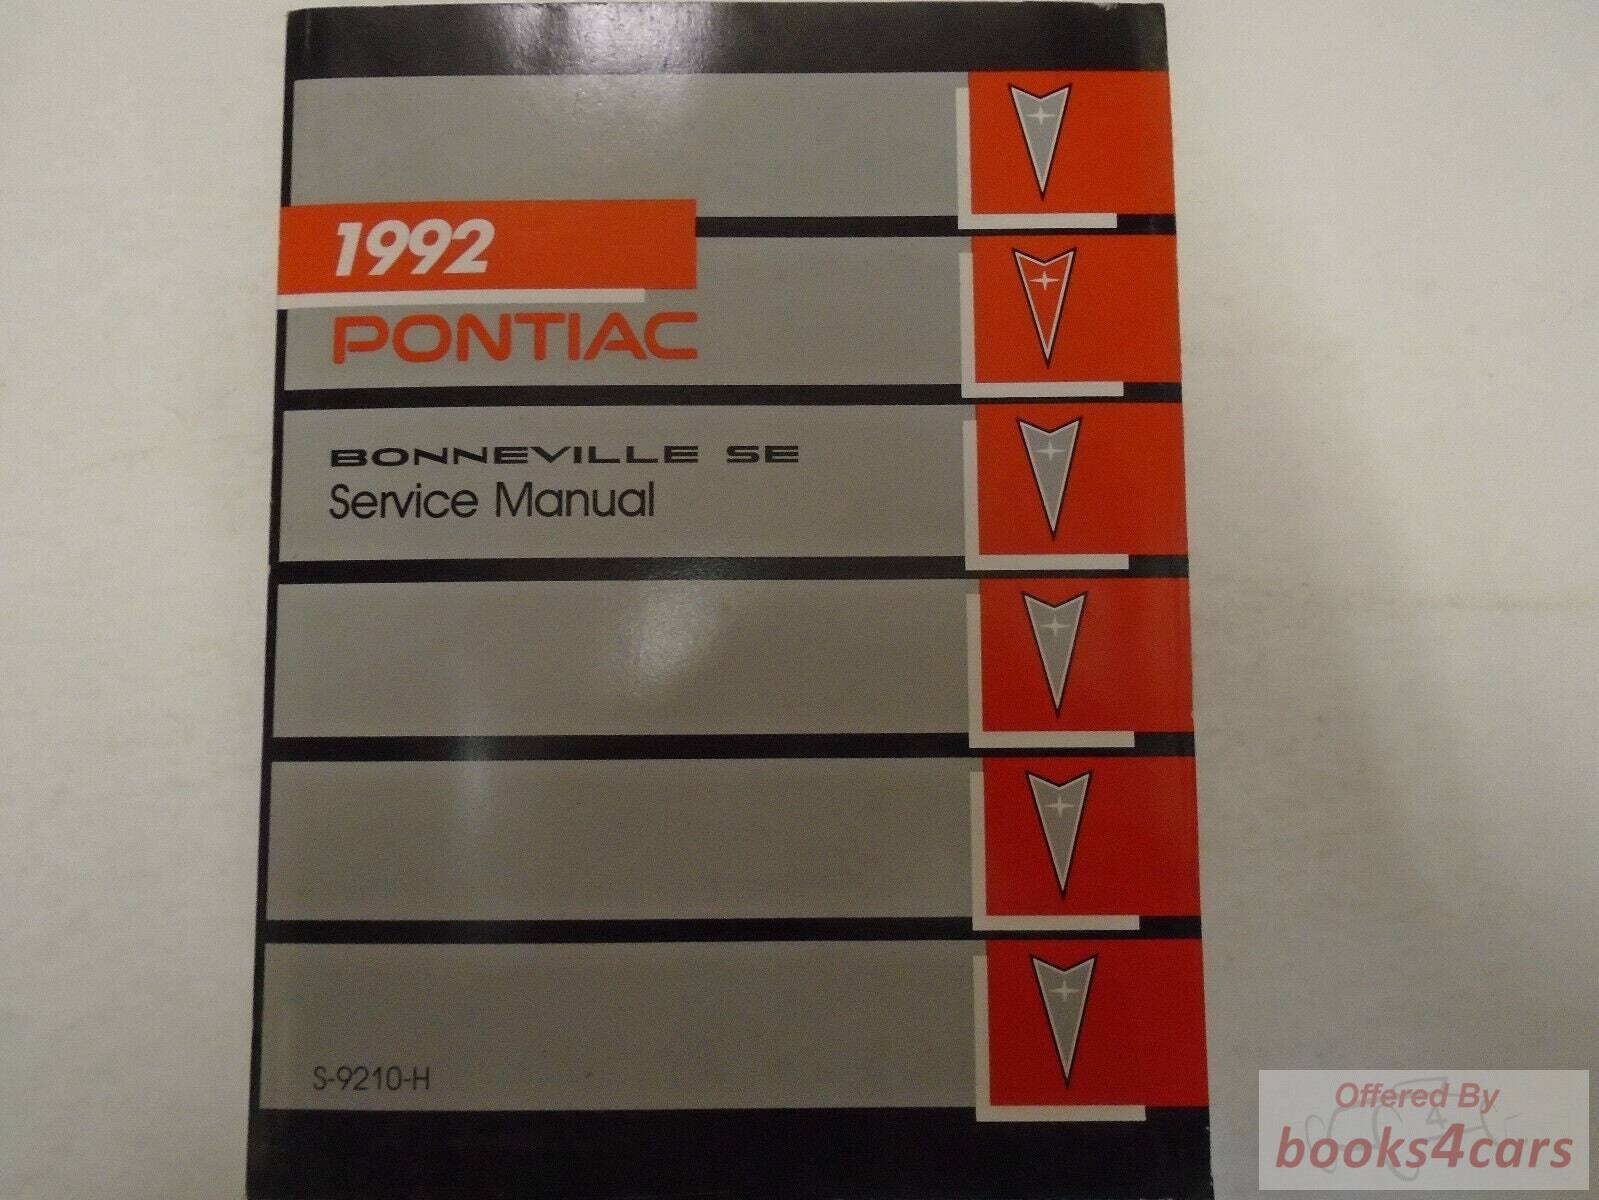 1992
PONTIAC
BONNEVILLE SE
Service Manual
S-9210-H
Offered By
books4cars